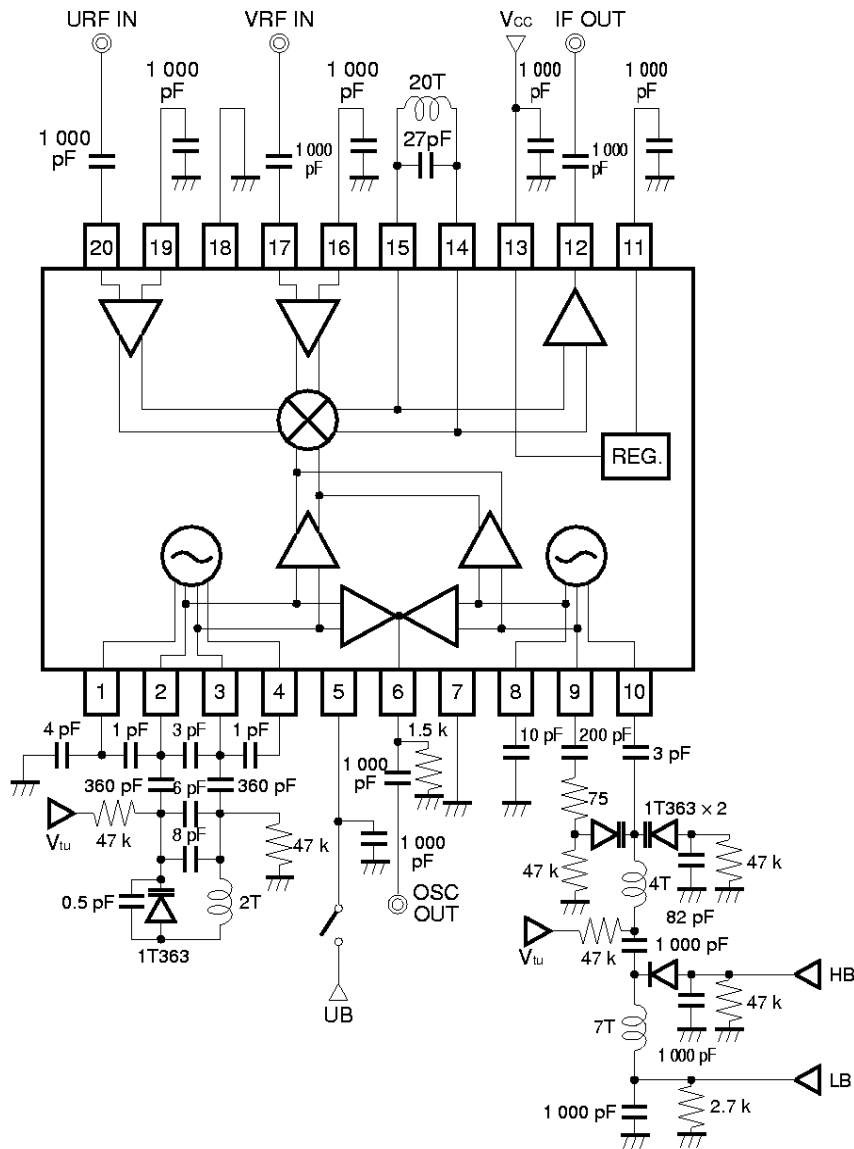 URF IN
VRF IN
VCC
IF OUT
1 000
pF
1 000
pF
20T
1 000
pF
1 000
pF
1 000
pF
27pF
1 000
pF
1 000
pF
20
19
18
17
16
15
14
13
12
11
REG.
1
2
3
4
5
6
7
8
9
10
4 pF
1 pF
3 pF
1 pF
1.5 k
10 pF
200 pF
3 pF
1 000
pF
360 pF
6 pF
360 pF
75
1T363 × 2
Vtu
47 k
8 pF
47 k
1 000
pF
47 k
47 k
4T
0.5 pF
2T
OSC
OUT
82 pF
1T363
Vtu
47 k
1 000 pF
UB
47 k
HB
7T
1 000 pF
LB
1 000 pF
2.7 k